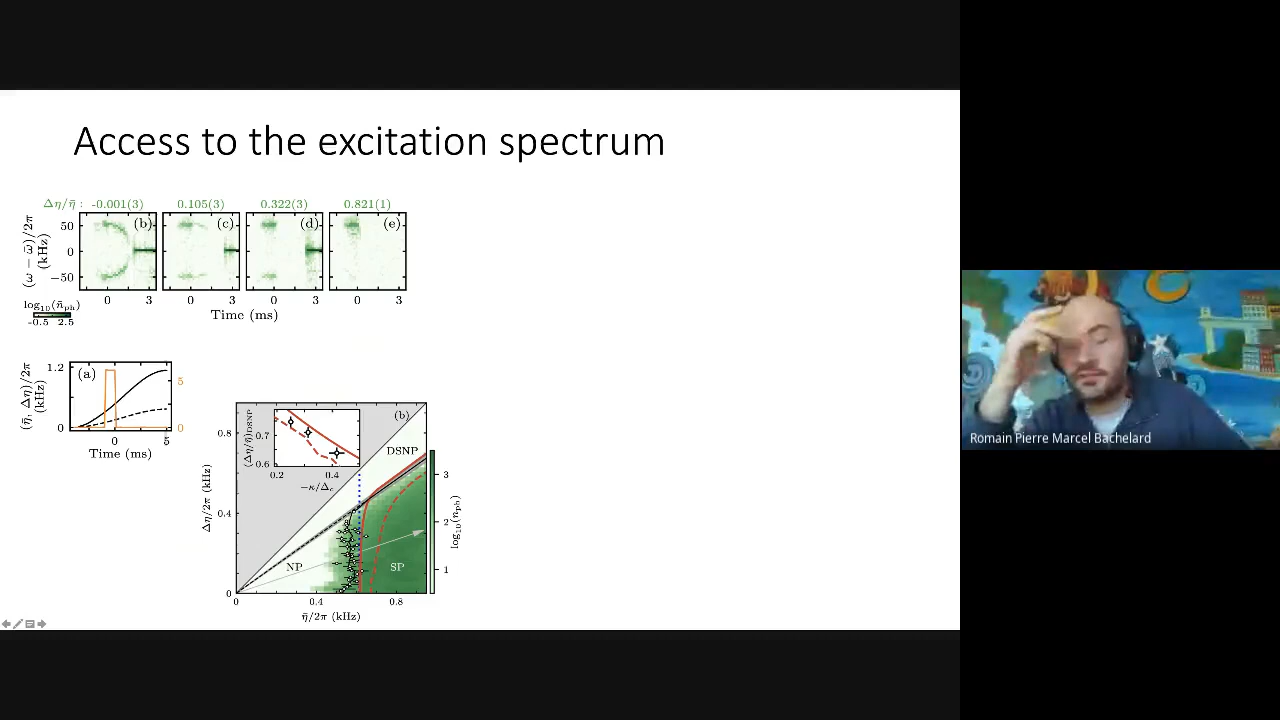 Access to the excitation spectrum
Δη/η̄ : -0.001(3) 0.105(3) 0.322(3) 0.821(1)
(ω − ω̄)/2π (kHz)
50
0
−50
(b) (c) (d) (e)
0 3 0 3 0 3 0 3
Time (ms)
log₁₀(n̄ₚₕ)
-0.5 2.5
(η̄, Δη)/2π (kHz)
1.2
0
(a)
5
0
0 5
Time (ms)
(b)
DSNP
(Δη/η̄)DSNP
0.7
0.6
0.2 0.4
−κ/Δ꜀
Δη/2π (kHz)
0.8
0.4
0
NP
SP
0 0.4 0.8
η̄/2π (kHz)
3
2
1
log₁₀(nₚₕ)
Romain Pierre Marcel Bachelard